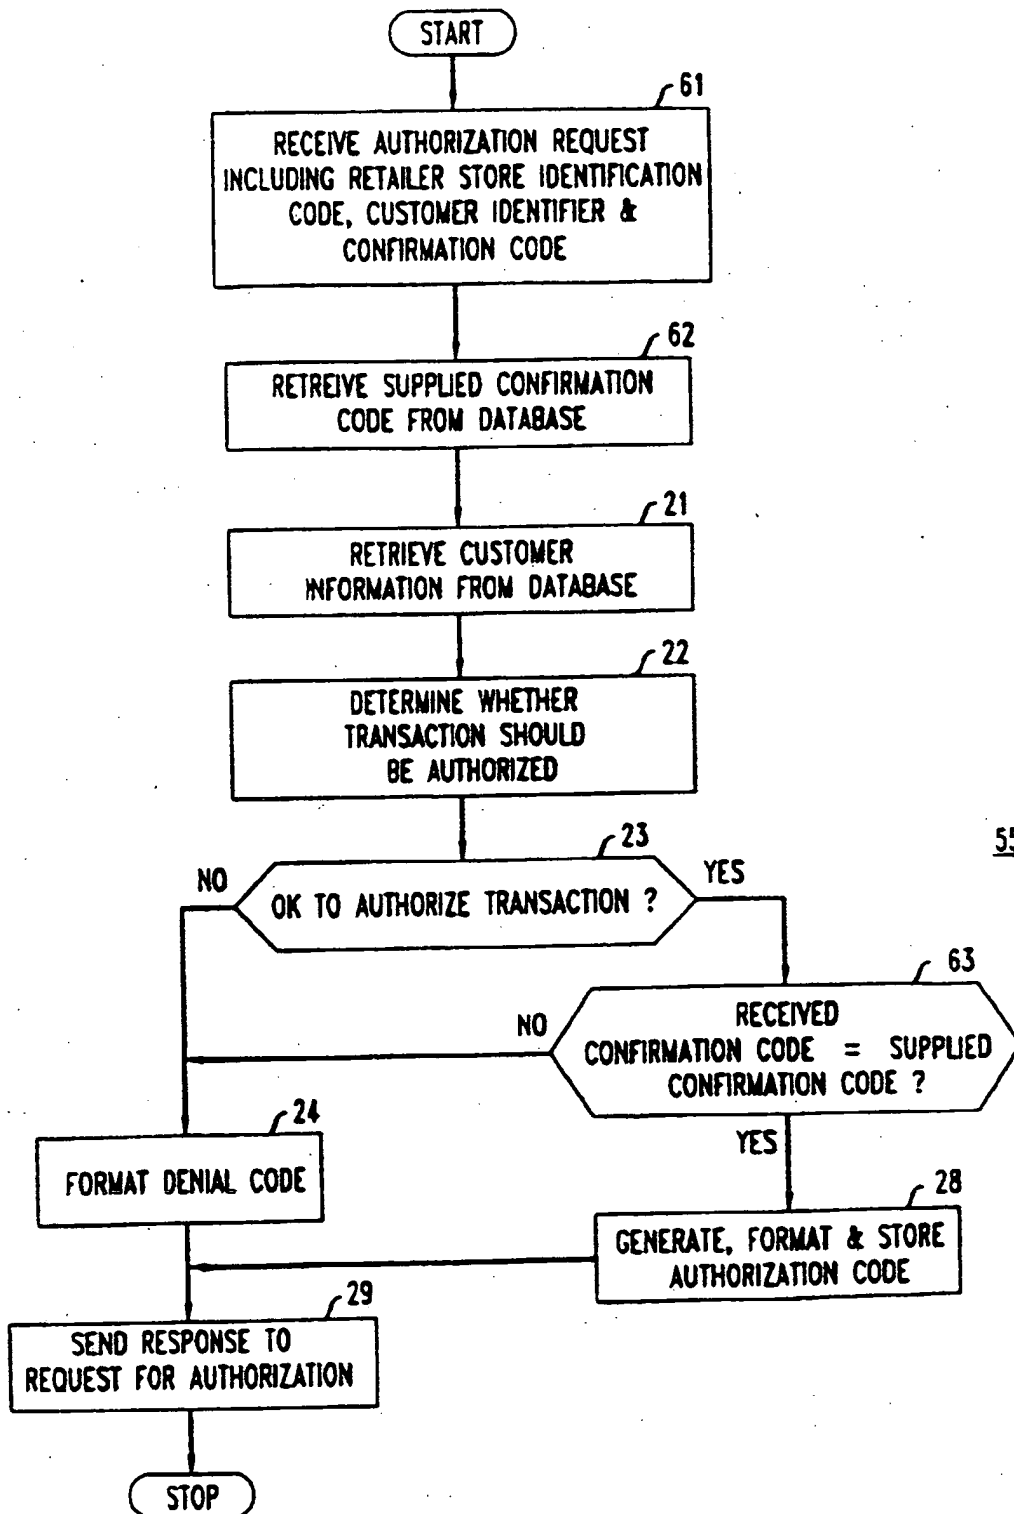 START
61
RECEIVE AUTHORIZATION REQUEST
INCLUDING RETAILER STORE IDENTIFICATION
CODE, CUSTOMER IDENTIFIER &
CONFIRMATION CODE
62
RETREIVE SUPPLIED CONFIRMATION
CODE FROM DATABASE
21
RETRIEVE CUSTOMER
INFORMATION FROM DATABASE
22
DETERMINE WHETHER
TRANSACTION SHOULD
BE AUTHORIZED
23
NO
OK TO AUTHORIZE TRANSACTION ?
YES
55
63
NO
RECEIVED
CONFIRMATION CODE = SUPPLIED
CONFIRMATION CODE ?
YES
24
FORMAT DENIAL CODE
28
GENERATE, FORMAT & STORE
AUTHORIZATION CODE
29
SEND RESPONSE TO
REQUEST FOR AUTHORIZATION
STOP